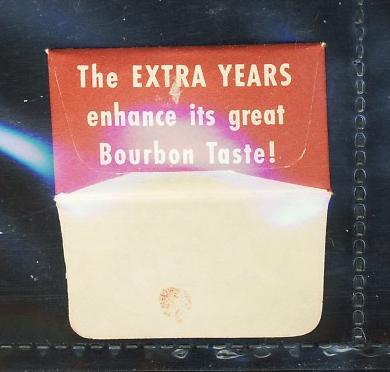 The EXTRA YEARS
enhance its great
Bourbon Taste!